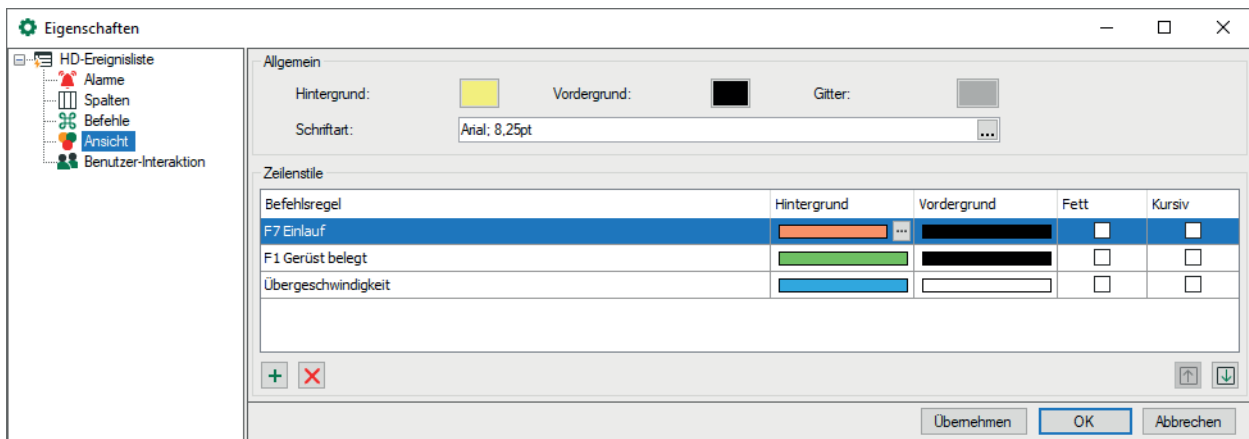 Eigenschaften
HD-Ereignisliste
Alarme
Spalten
Befehle
Ansicht
Benutzer-Interaktion
Allgemein
Hintergrund: Vordergrund: Gitter:
Schriftart: Arial; 8,25pt ...
Zeilenstile
Befehlsregel Hintergrund Vordergrund Fett Kursiv
F7 Einlauf ...
F1 Gerüst belegt
Übergeschwindigkeit
Übernehmen OK Abbrechen